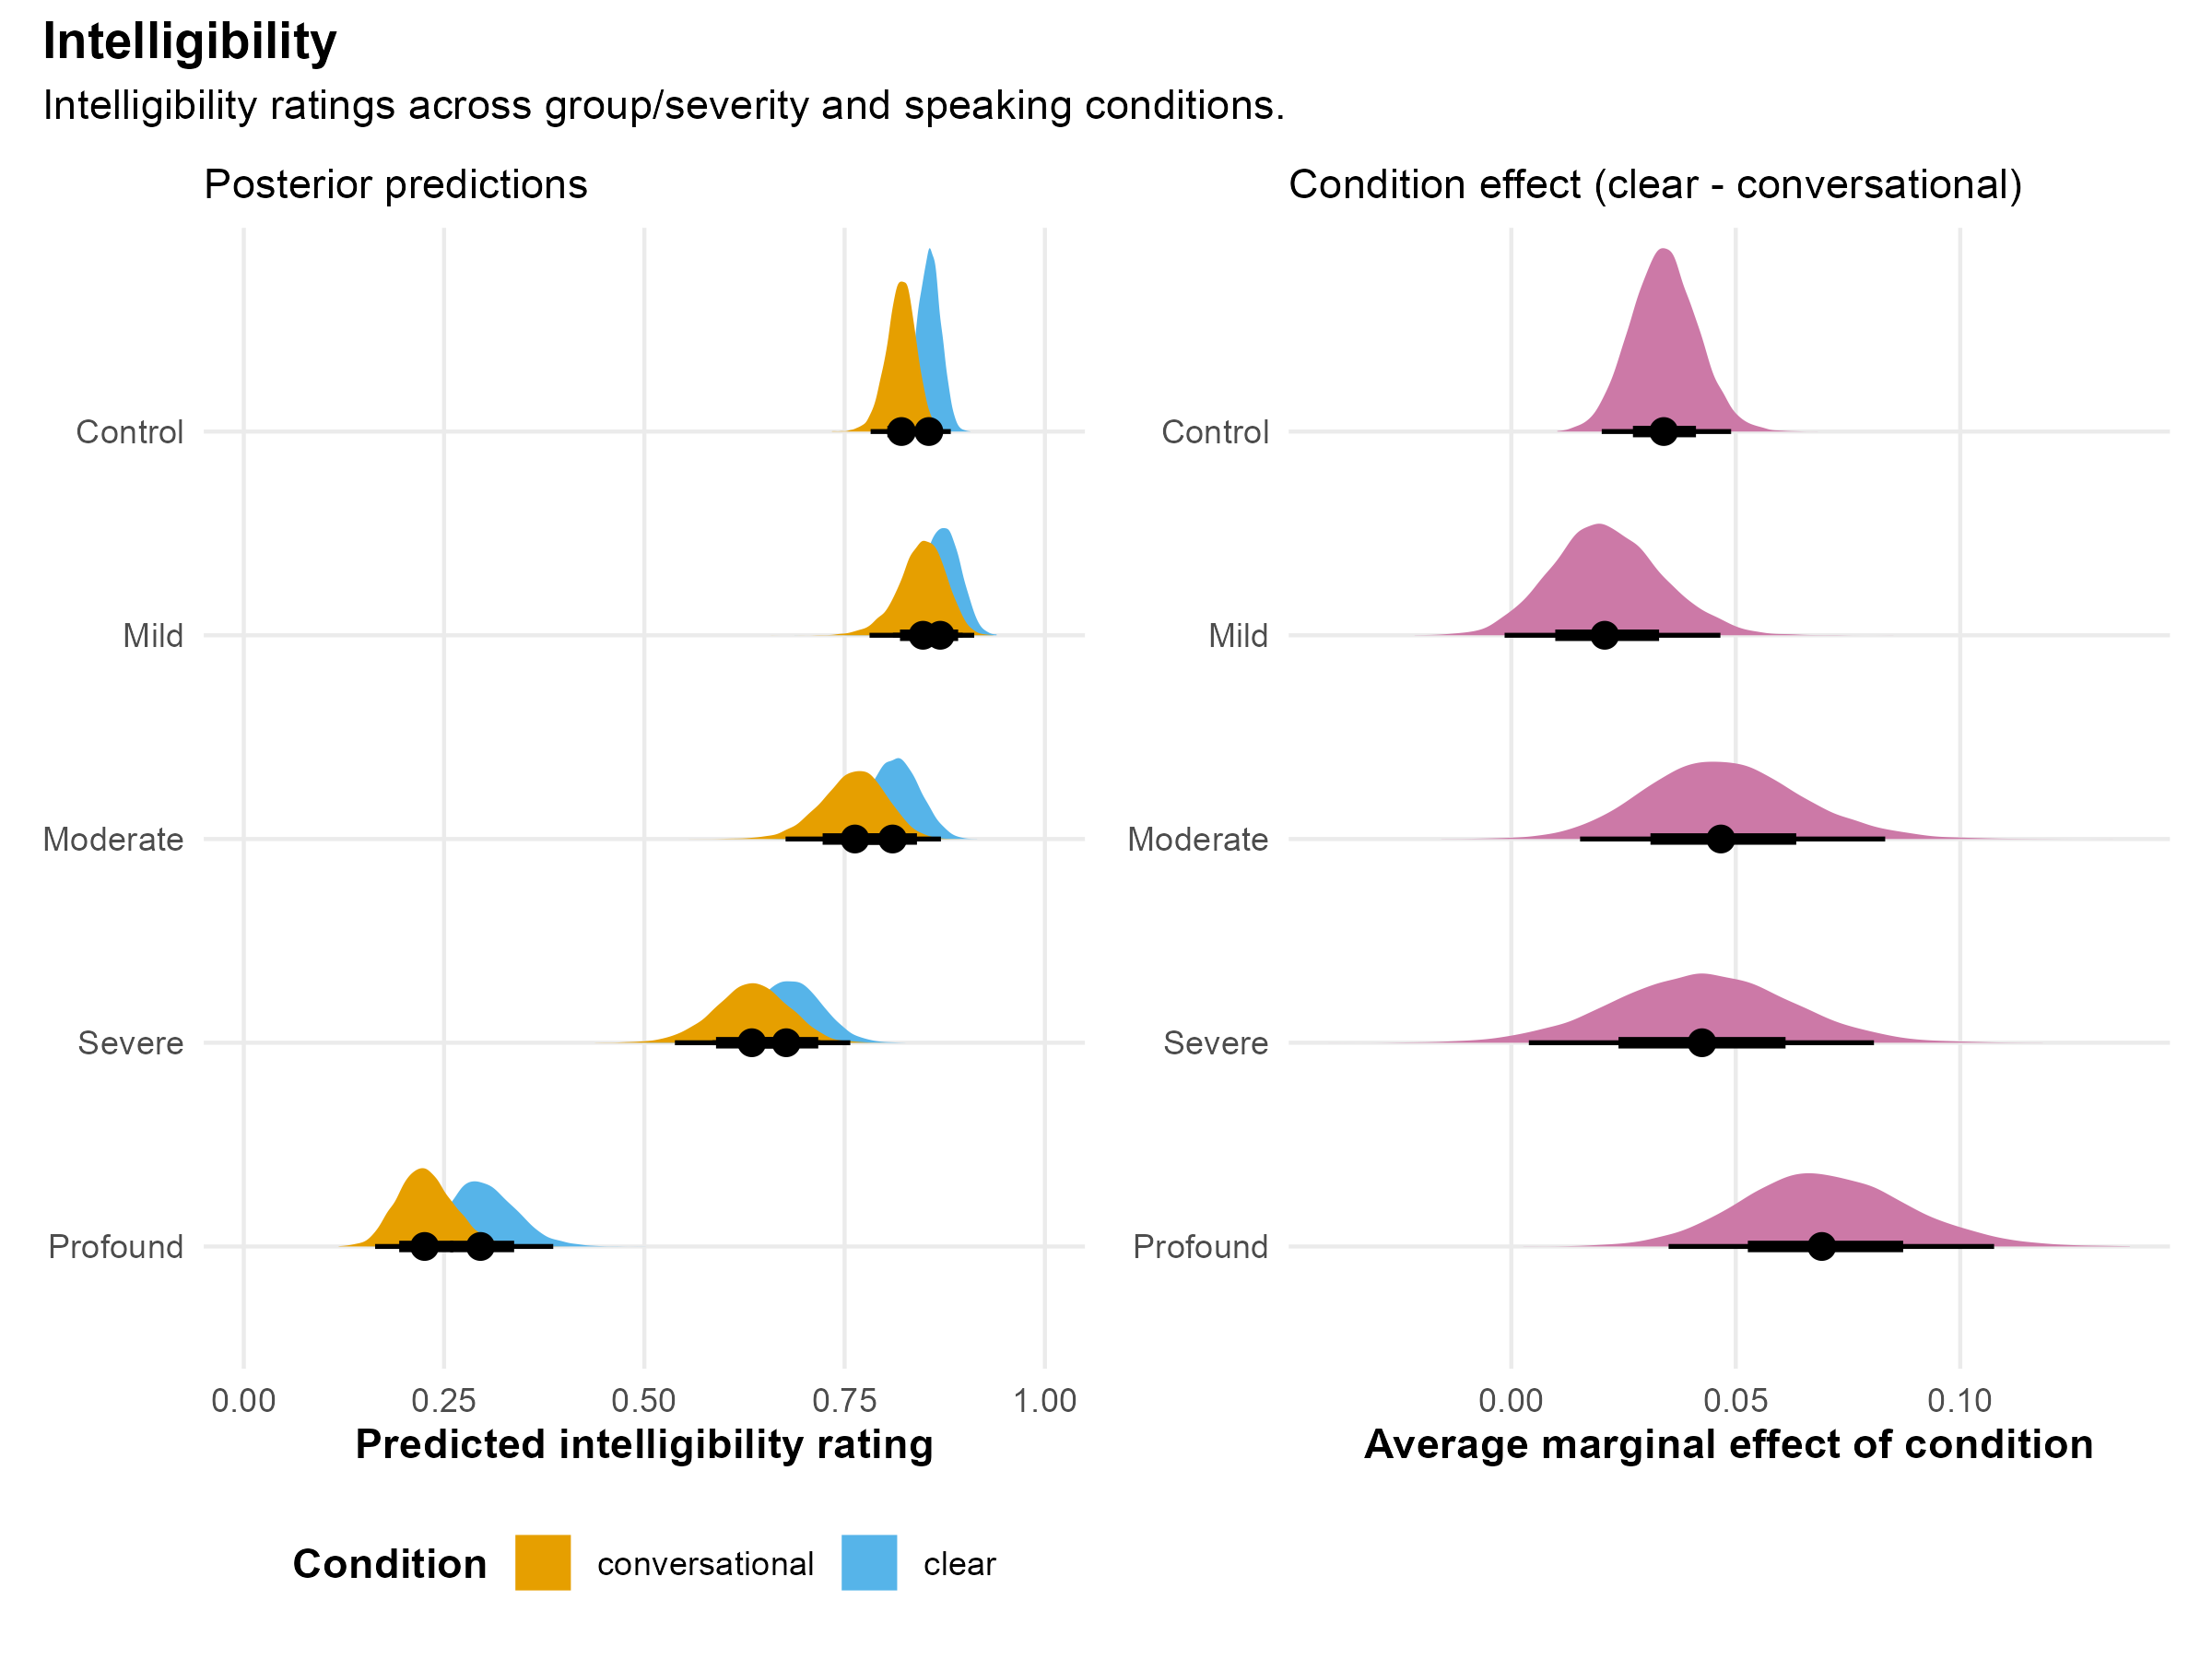 Intelligibility
Intelligibility ratings across group/severity and speaking conditions.
Posterior predictions
Control
Mild
Moderate
Severe
Profound
0.00 0.25 0.50 0.75 1.00
Predicted intelligibility rating
Condition conversational clear
Condition effect (clear - conversational)
Control
Mild
Moderate
Severe
Profound
0.00 0.05 0.10
Average marginal effect of condition